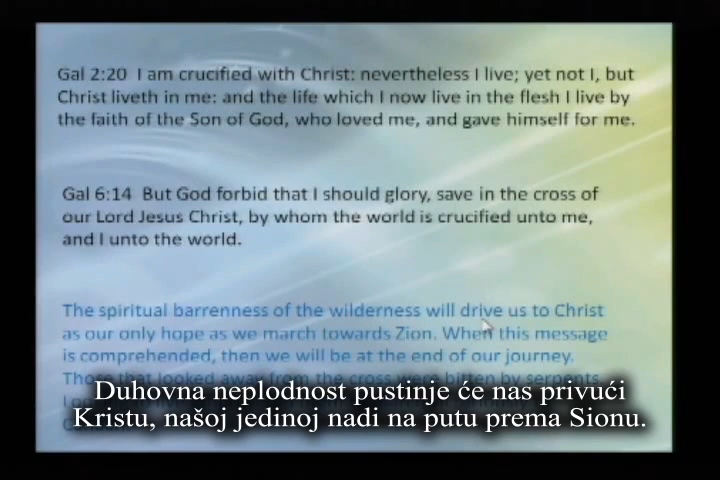 Gal 2:20 I am crucified with Christ: nevertheless I live; yet not I, but
Christ liveth in me: and the life which I now live in the flesh I live by
the faith of the Son of God, who loved me, and gave himself for me.
Gal 6:14 But God forbid that I should glory, save in the cross of
our Lord Jesus Christ, by whom the world is crucified unto me,
and I unto the world.
The spiritual barrenness of the wilderness will drive us to Christ
as our only hope as we march towards Zion. When this message
is comprehended, then we will be at the end of our journey.
Those that looked away from the cross were bitten by serpents.
Duhovna neplodnost pustinje će nas privući
Kristu, našoj jedinoj nadi na putu prema Sionu.